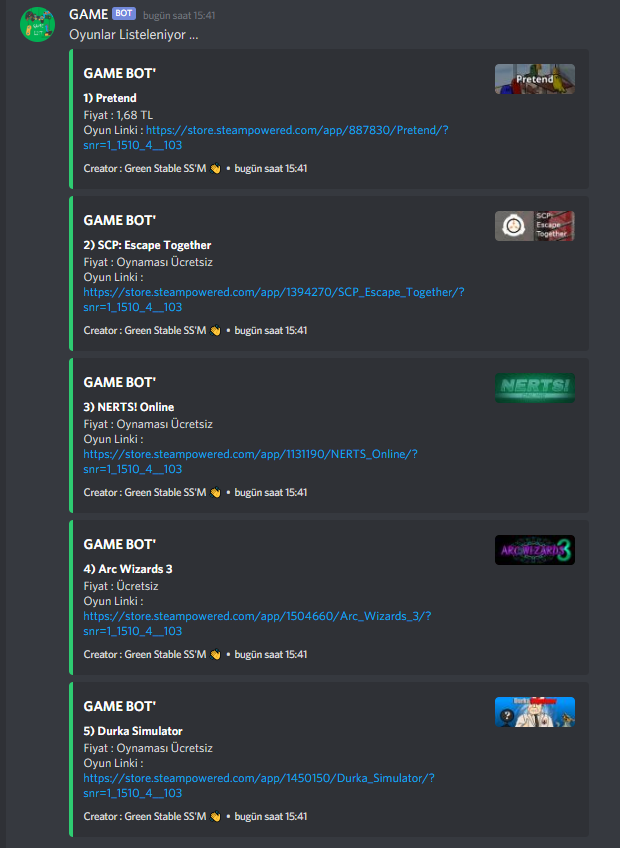 GAME BOT bugün saat 15:41
Oyunlar Listeleniyor ...
GAME BOT'
Pretend
1) Pretend
Fiyat : 1,68 TL
Oyun Linki : https://store.steampowered.com/app/887830/Pretend/?
snr=1_1510_4__103
Creator : Green Stable SS'M 👏 • bugün saat 15:41
GAME BOT'
SCP:
Escape
Together
2) SCP: Escape Together
Fiyat : Oynaması Ücretsiz
Oyun Linki :
https://store.steampowered.com/app/1394270/SCP_Escape_Together/?
snr=1_1510_4__103
Creator : Green Stable SS'M 👏 • bugün saat 15:41
GAME BOT'
NERTS!
ONLINE
3) NERTS! Online
Fiyat : Oynaması Ücretsiz
Oyun Linki :
https://store.steampowered.com/app/1131190/NERTS_Online/?
snr=1_1510_4__103
Creator : Green Stable SS'M 👏 • bugün saat 15:41
GAME BOT'
ARC WIZARDS 3
4) Arc Wizards 3
Fiyat : Ücretsiz
Oyun Linki :
https://store.steampowered.com/app/1504660/Arc_Wizards_3/?
snr=1_1510_4__103
Creator : Green Stable SS'M 👏 • bugün saat 15:41
GAME BOT'
5) Durka Simulator
Fiyat : Oynaması Ücretsiz
Oyun Linki :
https://store.steampowered.com/app/1450150/Durka_Simulator/?
snr=1_1510_4__103
Creator : Green Stable SS'M 👏 • bugün saat 15:41